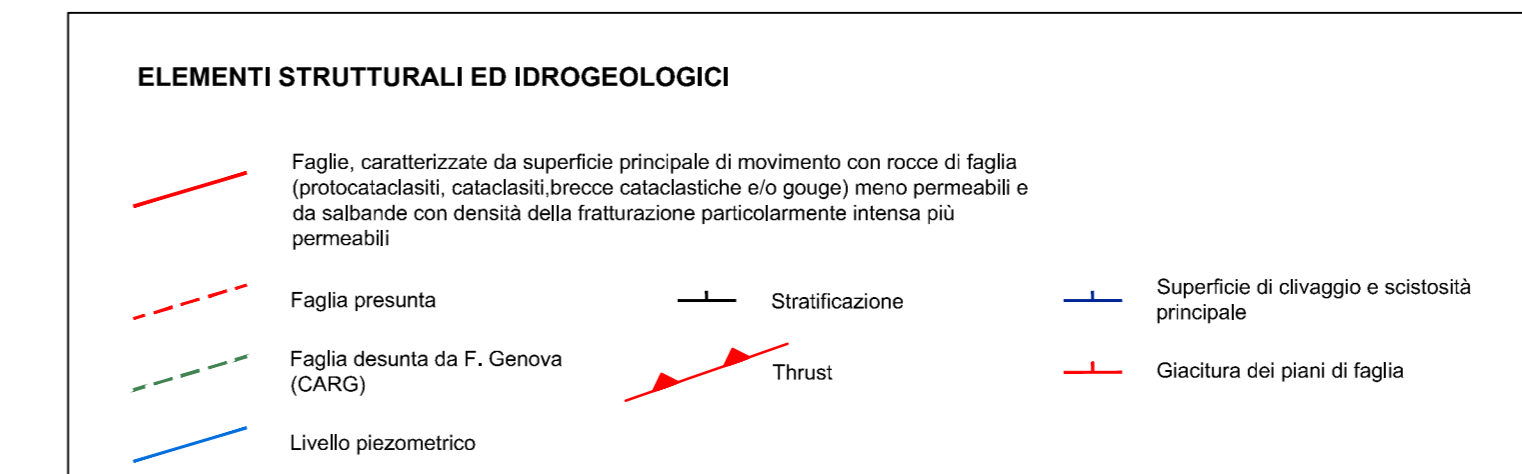 ELEMENTI STRUTTURALI ED IDROGEOLOGICI
Faglie, caratterizzate da superficie principale di movimento con rocce di faglia
(protocataclasiti, cataclasiti,brecce cataclastiche e/o gouge) meno permeabili e
da salbande con densità della fratturazione particolarmente intensa più
permeabili
Faglia presunta
Stratificazione
Superficie di clivaggio e scistosità
principale
Faglia desunta da F. Genova
(CARG)
Thrust
Giacitura dei piani di faglia
Livello piezometrico